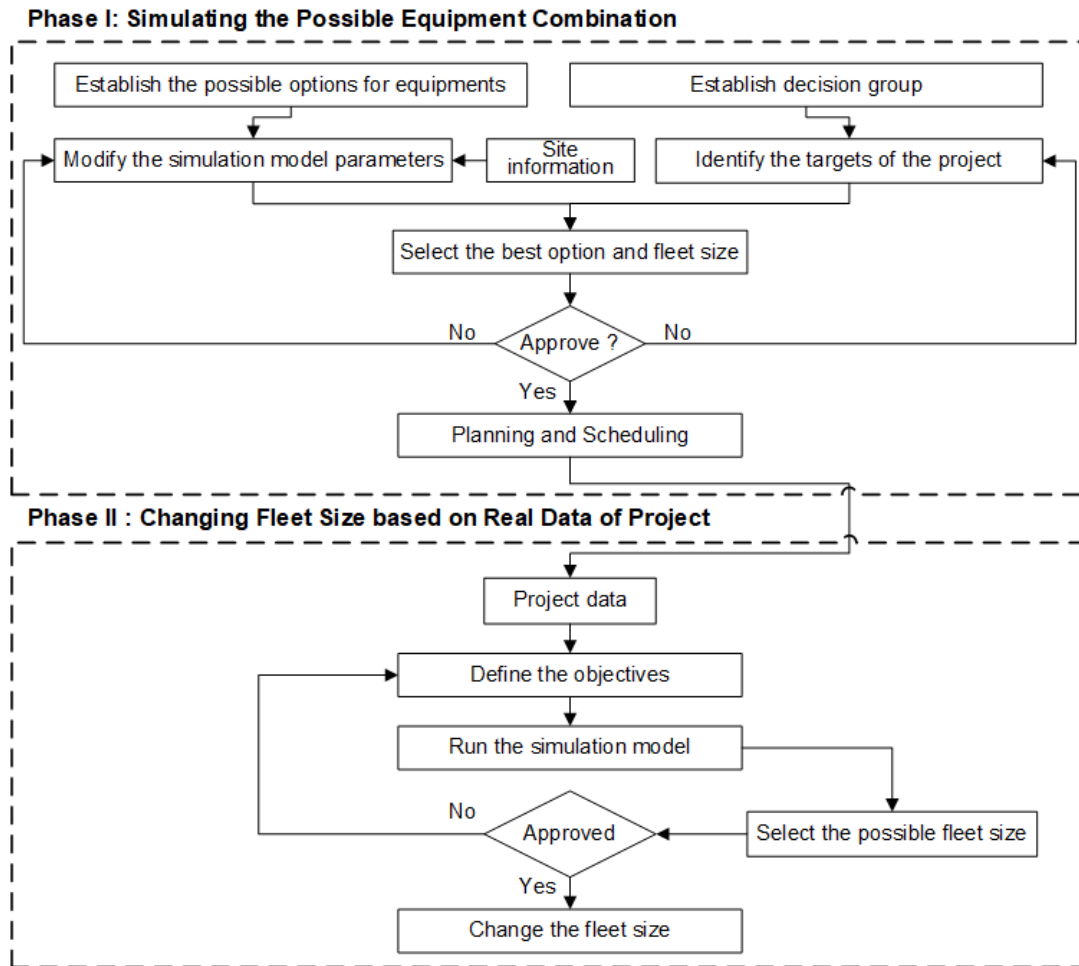 Phase I: Simulating the Possible Equipment Combination
Establish the possible options for equipments
Establish decision group
Modify the simulation model parameters
Site
information
Identify the targets of the project
Select the best option and fleet size
No
Approve ?
No
Yes
Planning and Scheduling
Phase II : Changing Fleet Size based on Real Data of Project
Project data
Define the objectives
Run the simulation model
No
Approved
Select the possible fleet size
Yes
Change the fleet size